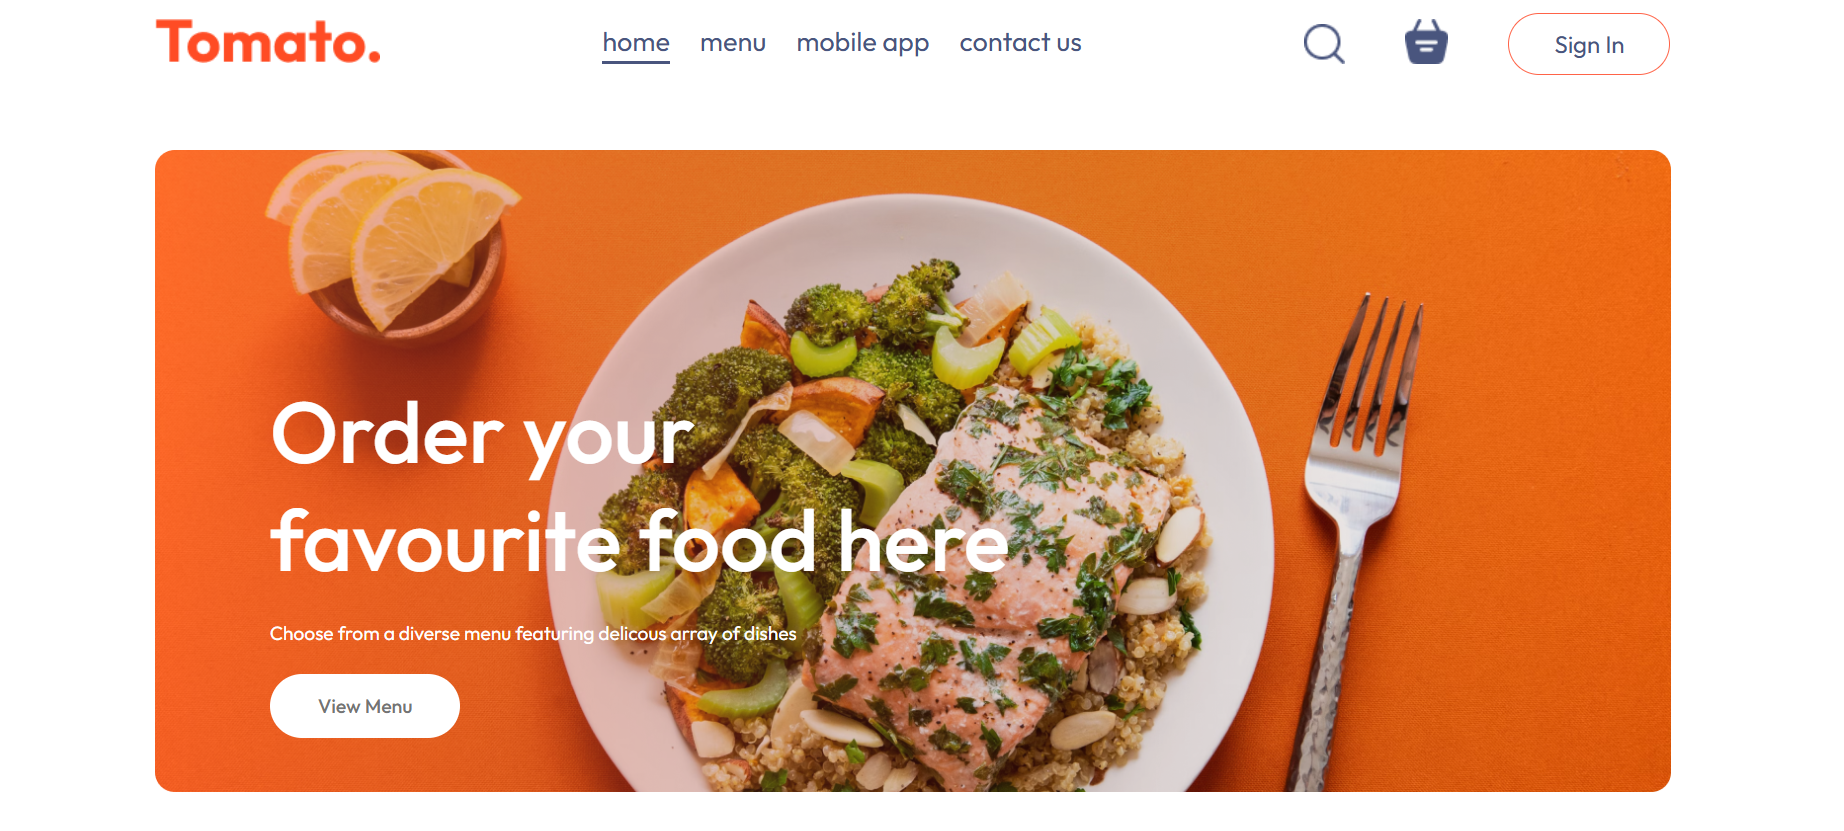 Tomato.
home menu mobile app contact us
Sign In
Order your
favourite food here
Choose from a diverse menu featuring delicous array of dishes
View Menu